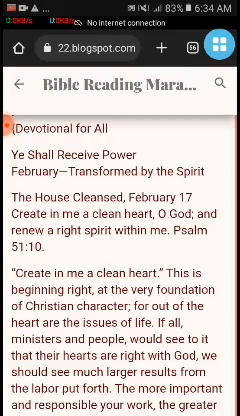 83% 6:34 AM
O:0KB/s U:0KB/s No internet connection
22.blogspot.com 56
Bible Reading Mara...
(Devotional for All
Ye Shall Receive Power
February—Transformed by the Spirit
The House Cleansed, February 17
Create in me a clean heart, O God; and
renew a right spirit within me. Psalm
51:10.
“Create in me a clean heart.” This is
beginning right, at the very foundation
of Christian character; for out of the
heart are the issues of life. If all,
ministers and people, would see to it
that their hearts are right with God, we
should see much larger results from
the labor put forth. The more important
and responsible your work, the greater